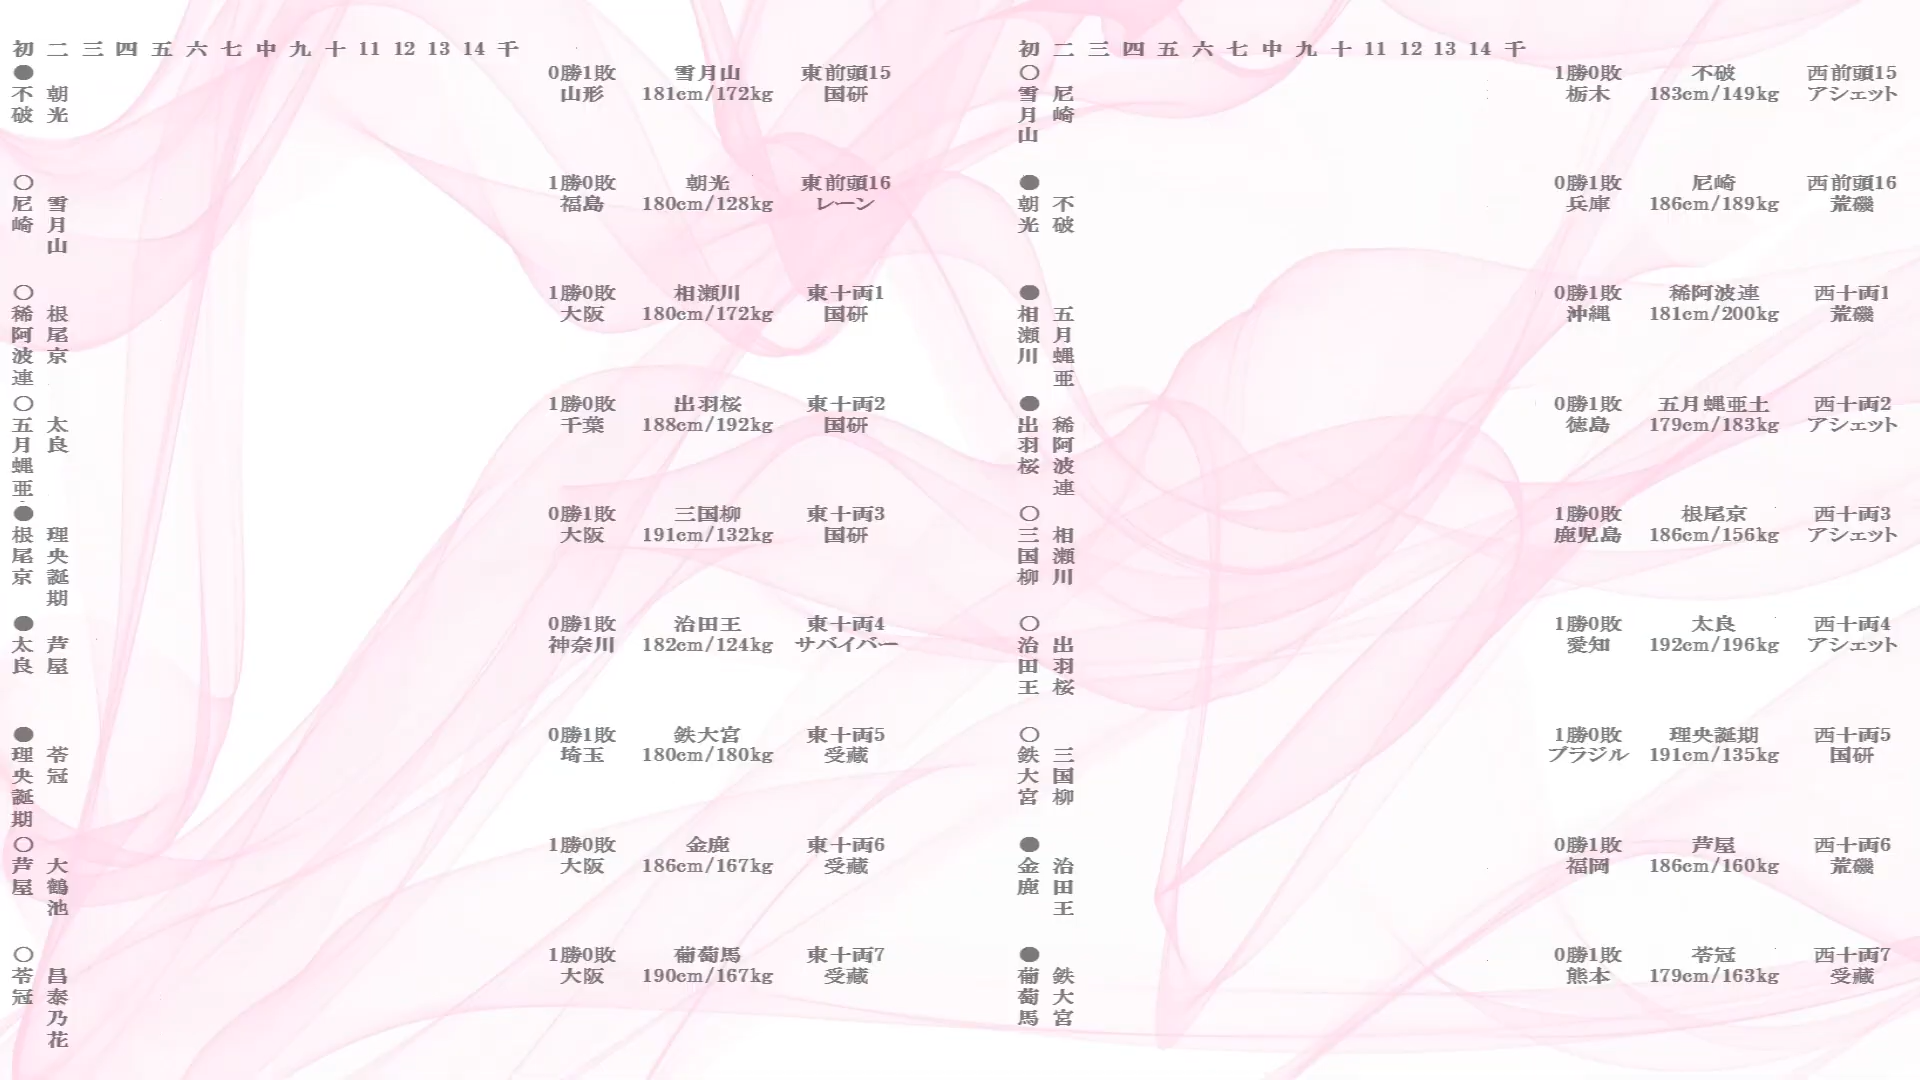 初 二 三 四 五 六 七 中 九 十 11 12 13 14 千
● 不破 朝光 0勝1敗 雪月山 東前頭15
山形 181cm/172kg 国研
○ 尼崎 雪月山 1勝0敗 朝光 東前頭16
福島 180cm/128kg レーン
○ 稀阿波連 根尾京 1勝0敗 相瀬川 東十両1
大阪 180cm/172kg 国研
○ 五月蝿亜 太良 1勝0敗 出羽桜 東十両2
千葉 188cm/192kg 国研
● 根尾京 理央誕期 0勝1敗 三国柳 東十両3
大阪 191cm/132kg 国研
● 太良 芦屋 0勝1敗 治田王 東十両4
神奈川 182cm/124kg サバイバー
● 理央誕期 苓冠 0勝1敗 鉄大宮 東十両5
埼玉 180cm/180kg 受蔵
○ 芦屋 大鶴池 1勝0敗 金鹿 東十両6
大阪 186cm/167kg 受蔵
○ 苓冠 昌泰乃花 1勝0敗 葡萄馬 東十両7
大阪 190cm/167kg 受蔵
初 二 三 四 五 六 七 中 九 十 11 12 13 14 千
○ 雪月山 尼崎 1勝0敗 不破 西前頭15
栃木 183cm/149kg アシェット
● 朝光 不破 0勝1敗 尼崎 西前頭16
兵庫 186cm/189kg 荒磯
● 相瀬川 五月蝿亜 0勝1敗 稀阿波連 西十両1
沖縄 181cm/200kg 荒磯
● 出羽桜 稀阿波連 0勝1敗 五月蝿亜土 西十両2
徳島 179cm/183kg アシェット
○ 三国柳 相瀬川 1勝0敗 根尾京 西十両3
鹿児島 186cm/156kg アシェット
○ 治田王 出羽桜 1勝0敗 太良 西十両4
愛知 192cm/196kg アシェット
○ 鉄大宮 三国柳 1勝0敗 理央誕期 西十両5
ブラジル 191cm/135kg 国研
● 金鹿 治田王 0勝1敗 芦屋 西十両6
福岡 186cm/160kg 荒磯
● 葡萄馬 鉄大宮 0勝1敗 苓冠 西十両7
熊本 179cm/163kg 受蔵